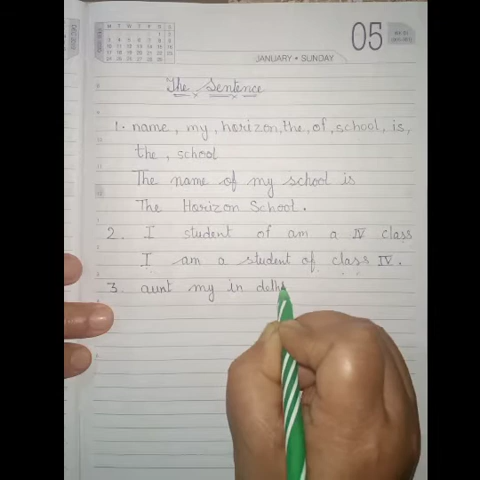 05
JANUARY • SUNDAY
The Sentence
1. name, my, horizon, the, of, school, is,
the, school
The name of my school is
The Horizon School.
2. I student of am a IV class
I am a student of class IV.
3. aunt my in delh